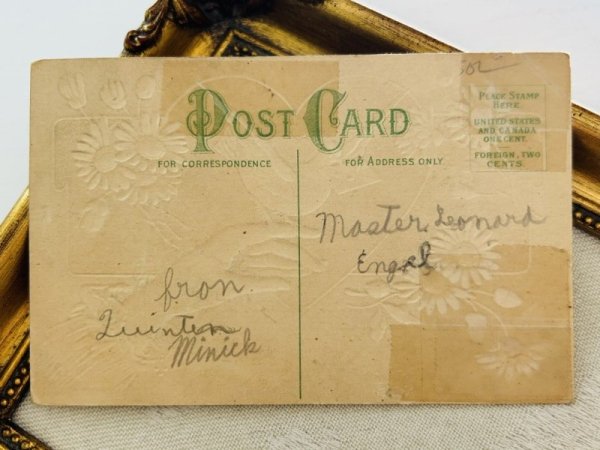 POST CARD
FOR CORRESPONDENCE
FOR ADDRESS ONLY
PLACE STAMP
HERE
UNITED STATES
AND CANADA
ONE CENT.
FOREIGN, TWO
CENTS.
Master Leonard
Engel
from
Quinten
Minick